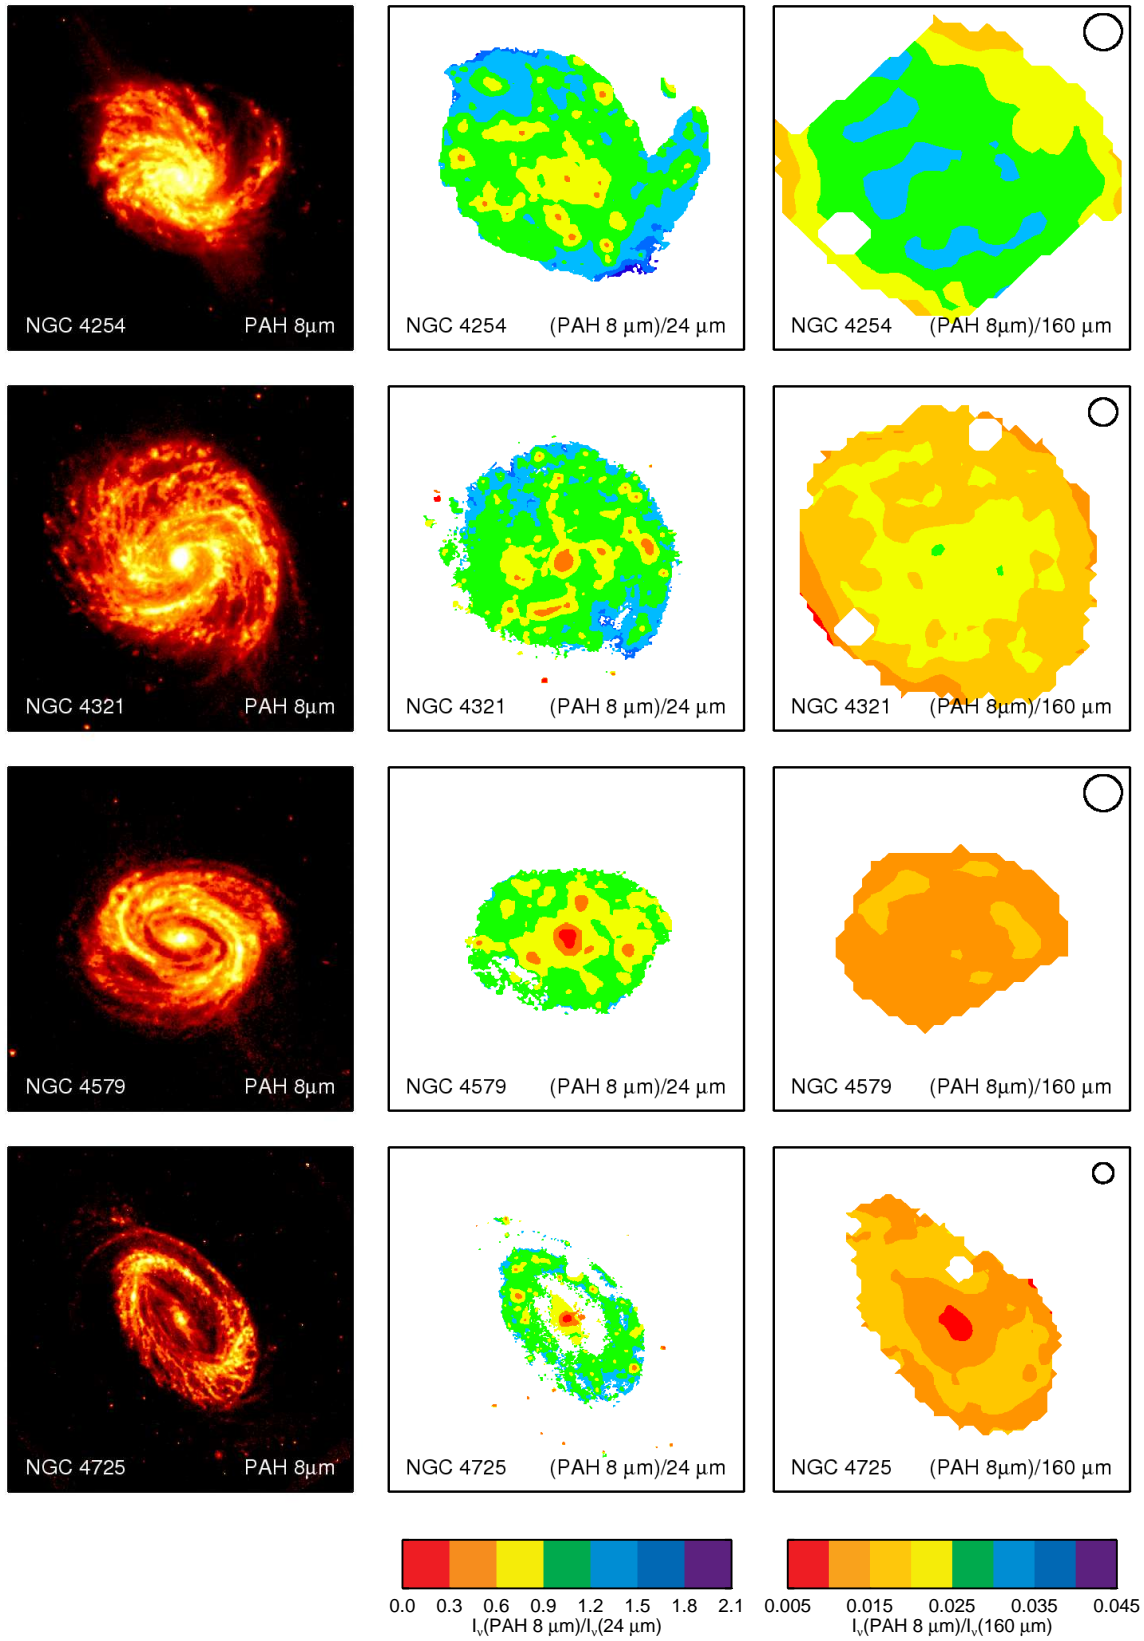 NGC 4254 PAH 8μm
NGC 4254 (PAH 8 μm)/24 μm
NGC 4254 (PAH 8 μm)/160 μm
NGC 4321 PAH 8μm
NGC 4321 (PAH 8 μm)/24 μm
NGC 4321 (PAH 8μm)/160 μm
NGC 4579 PAH 8μm
NGC 4579 (PAH 8 μm)/24 μm
NGC 4579 (PAH 8μm)/160 μm
NGC 4725 PAH 8μm
NGC 4725 (PAH 8 μm)/24 μm
NGC 4725 (PAH 8μm)/160 μm
0.0 0.3 0.6 0.9 1.2 1.5 1.8 2.1
Iν(PAH 8 μm)/Iν(24 μm)
0.005 0.015 0.025 0.035 0.045
Iν(PAH 8 μm)/Iν(160 μm)